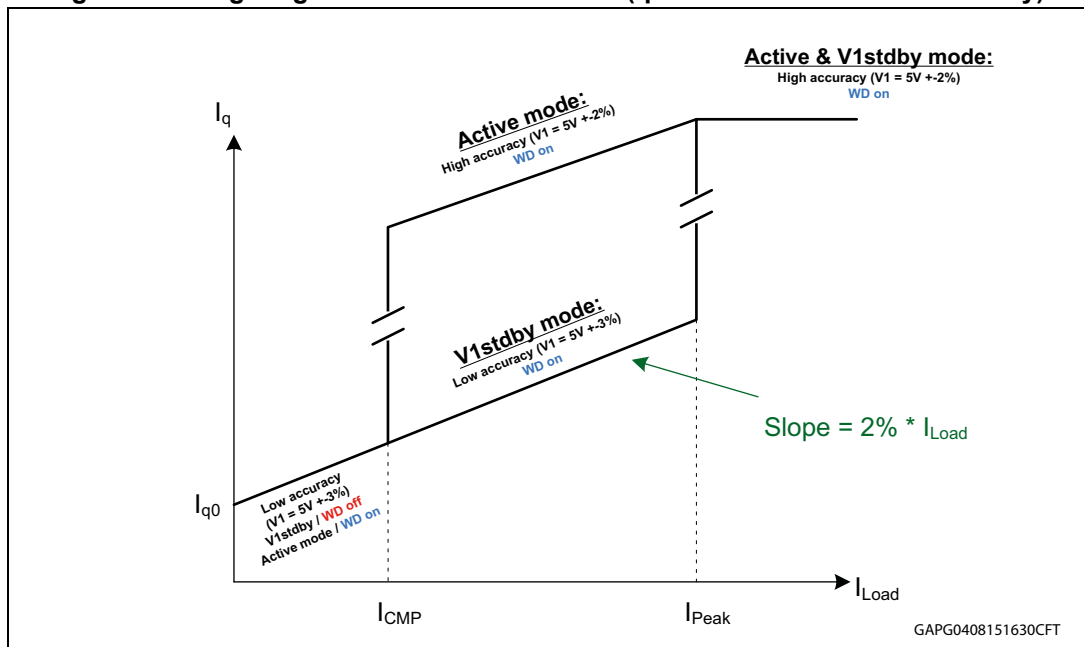 Active & V1stdby mode:
High accuracy (V1 = 5V +-2%)
WD on
Iq
Active mode:
High accuracy (V1 = 5V +-2%)
WD on
V1stdby mode:
Low accuracy (V1 = 5V +-3%)
WD on
Slope = 2% * ILoad
Iq0
Low accuracy
(V1 = 5V +-3%)
V1stdby / WD off
Active mode / WD on
ICMP
IPeak
ILoad
GAPG0408151630CFT